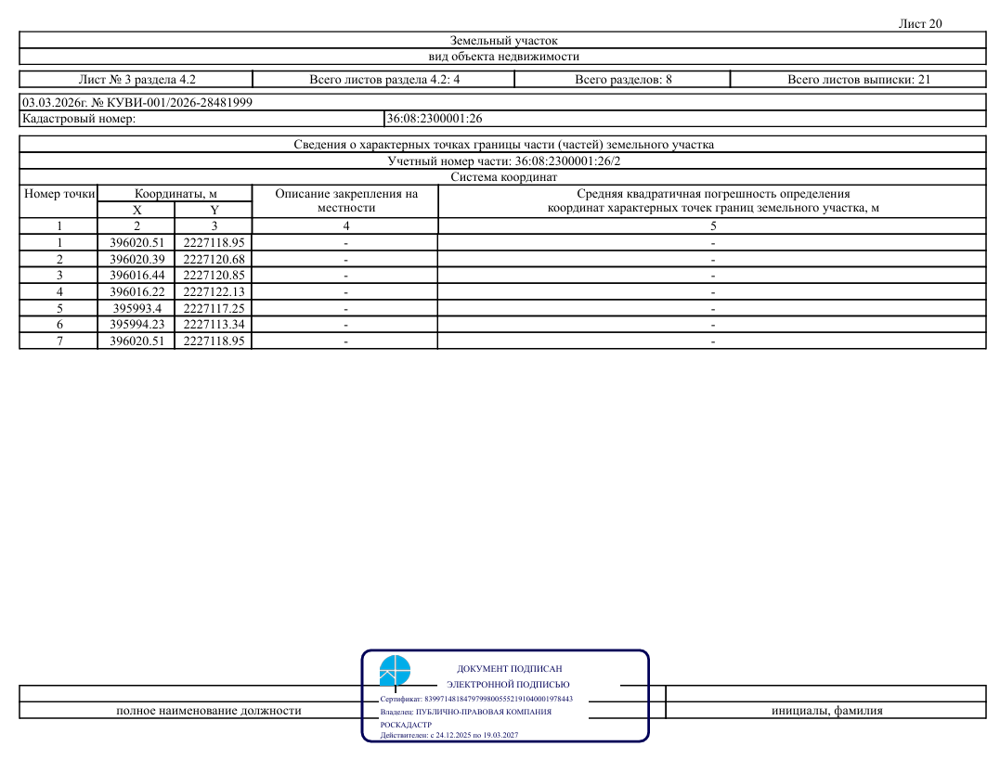 Лист 20
Земельный участок
вид объекта недвижимости
Лист № 3 раздела 4.2 Всего листов раздела 4.2: 4 Всего разделов: 8 Всего листов выписки: 21
03.03.2026г. № КУВИ-001/2026-28481999
Кадастровый номер: 36:08:2300001:26
Сведения о характерных точках границы части (частей) земельного участка
Учетный номер части: 36:08:2300001:26/2
Система координат
Номер точки Координаты, м Описание закрепления на местности Средняя квадратичная погрешность определения координат характерных точек границ земельного участка, м
X Y
1 2 3 4 5
1 396020.51 2227118.95 - -
2 396020.39 2227120.68 - -
3 396016.44 2227120.85 - -
4 396016.22 2227122.13 - -
5 395993.4 2227117.25 - -
6 395994.23 2227113.34 - -
7 396020.51 2227118.95 - -
ДОКУМЕНТ ПОДПИСАН
ЭЛЕКТРОННОЙ ПОДПИСЬЮ
Сертификат: 83997148184797998005552191040001978443
Владелец: ПУБЛИЧНО-ПРАВОВАЯ КОМПАНИЯ
РОСКАДАСТР
Действителен: с 24.12.2025 по 19.03.2027
полное наименование должности инициалы, фамилия